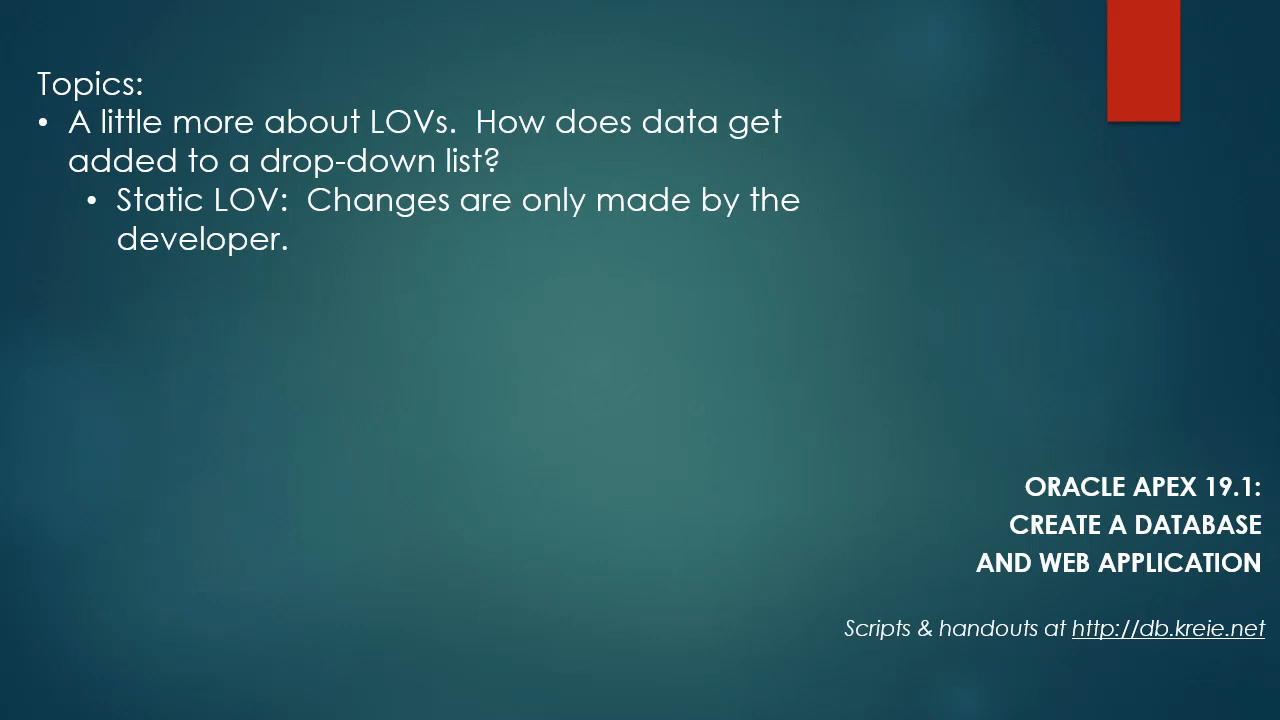 Topics:
• A little more about LOVs.  How does data get
added to a drop-down list?
• Static LOV:  Changes are only made by the
developer.
ORACLE APEX 19.1:
CREATE A DATABASE
AND WEB APPLICATION
Scripts & handouts at http://db.kreie.net